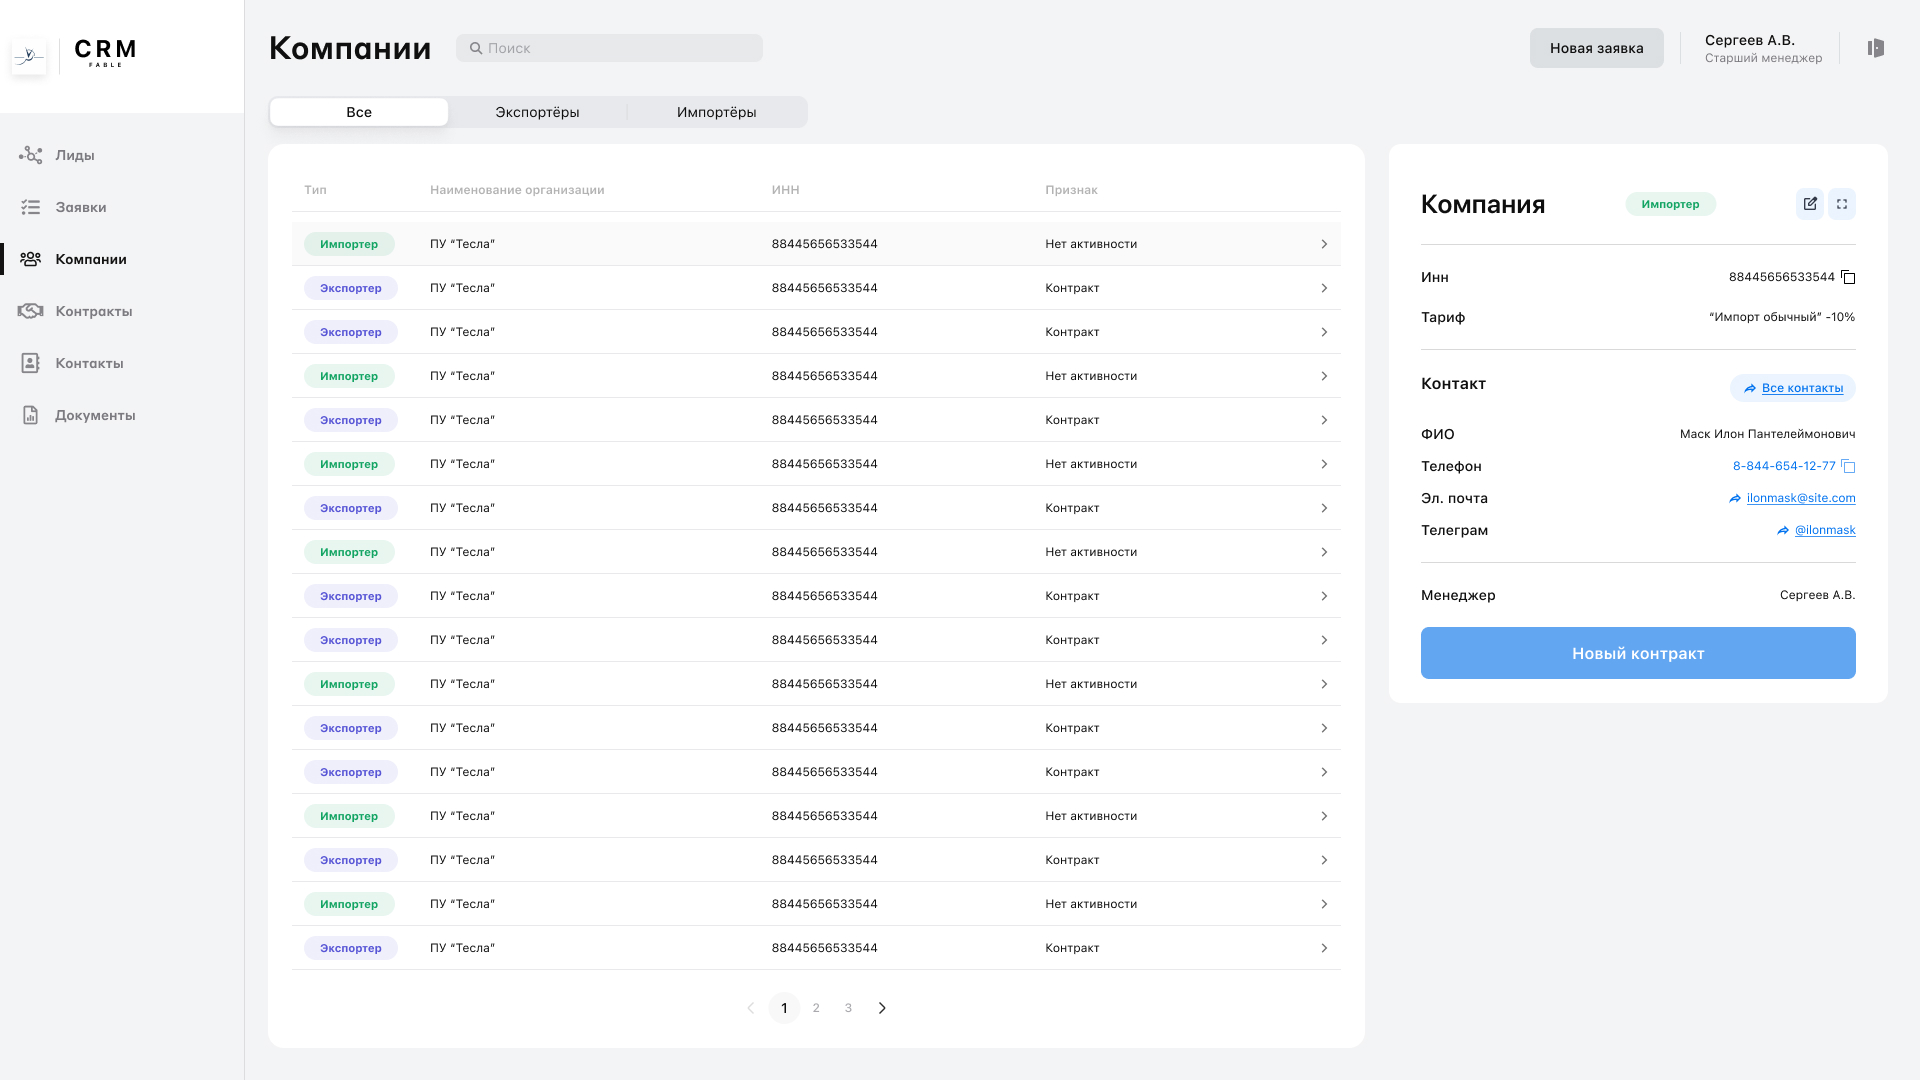 CRM
FABLE
Лиды
Заявки
Компании
Контракты
Контакты
Документы
Компании
Поиск
Новая заявка
Сергеев А.В.
Старший менеджер
Все Экспортёры Импортёры
Тип Наименование организации ИНН Признак
Импортер ПУ “Тесла” 88445656533544 Нет активности
Экспортер ПУ “Тесла” 88445656533544 Контракт
Экспортер ПУ “Тесла” 88445656533544 Контракт
Импортер ПУ “Тесла” 88445656533544 Нет активности
Экспортер ПУ “Тесла” 88445656533544 Контракт
Импортер ПУ “Тесла” 88445656533544 Нет активности
Экспортер ПУ “Тесла” 88445656533544 Контракт
Импортер ПУ “Тесла” 88445656533544 Нет активности
Экспортер ПУ “Тесла” 88445656533544 Контракт
Экспортер ПУ “Тесла” 88445656533544 Контракт
Импортер ПУ “Тесла” 88445656533544 Нет активности
Экспортер ПУ “Тесла” 88445656533544 Контракт
Экспортер ПУ “Тесла” 88445656533544 Контракт
Импортер ПУ “Тесла” 88445656533544 Нет активности
Экспортер ПУ “Тесла” 88445656533544 Контракт
Импортер ПУ “Тесла” 88445656533544 Нет активности
Экспортер ПУ “Тесла” 88445656533544 Контракт
1 2 3
Компания Импортер
Инн 88445656533544
Тариф “Импорт обычный” -10%
Контакт Все контакты
ФИО Маск Илон Пантелеймонович
Телефон 8-844-654-12-77
Эл. почта ilonmask@site.com
Телеграм @ilonmask
Менеджер Сергеев А.В.
Новый контракт